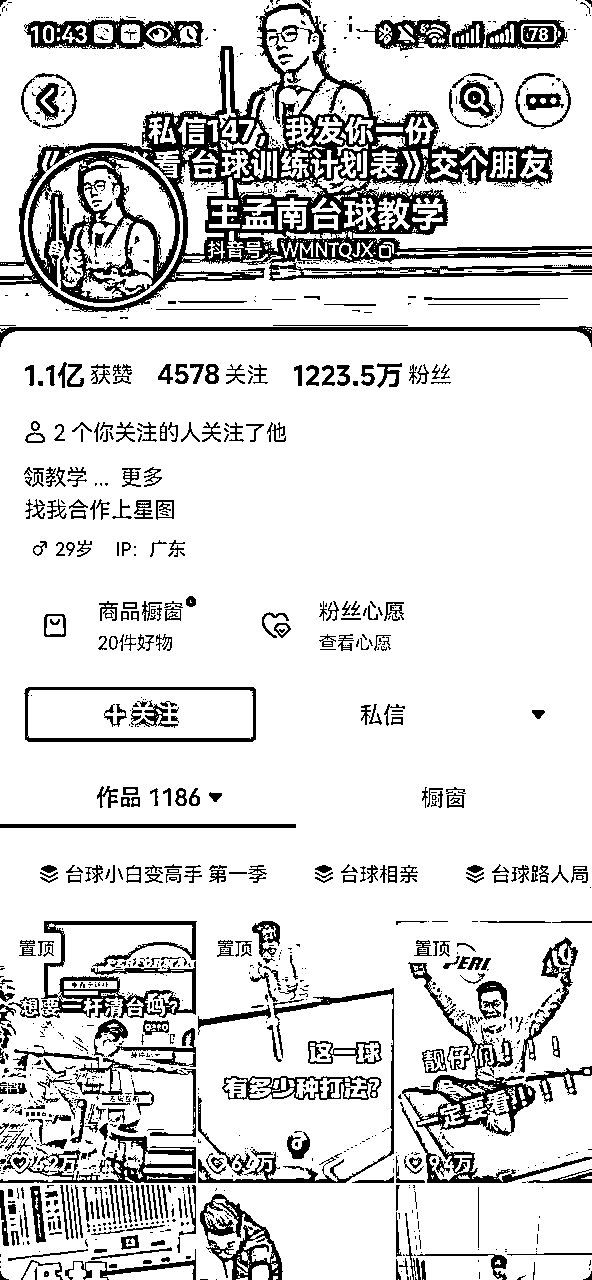 10:43
78
私信147，我发你一份
看 台球训练计划表》交个朋友
王孟南台球教学
抖音号：WMNTQJX
1.1亿 获赞 4578 关注 1223.5万 粉丝
2 个你关注的人关注了他
领教学 ... 更多
找我合作上星图
29岁 IP：广东
商品橱窗 粉丝心愿
20件好物 查看心愿
关注 私信
作品 1186 橱窗
台球小白变高手 第一季 台球相亲 台球路人局
置顶 置顶 置顶
PERI
想要一杆清台吗？
这一球
有多少种打法？
靓仔们！！！
一定要看